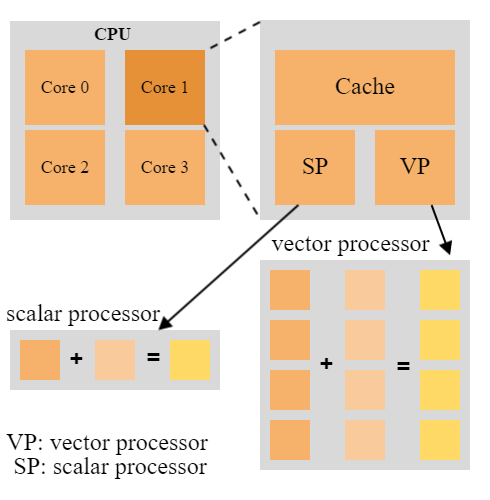 CPU
Core 0
Core 1
Core 2
Core 3
Cache
SP
VP
vector processor
scalar processor
+ =
+ =
VP: vector processor
SP: scalar processor